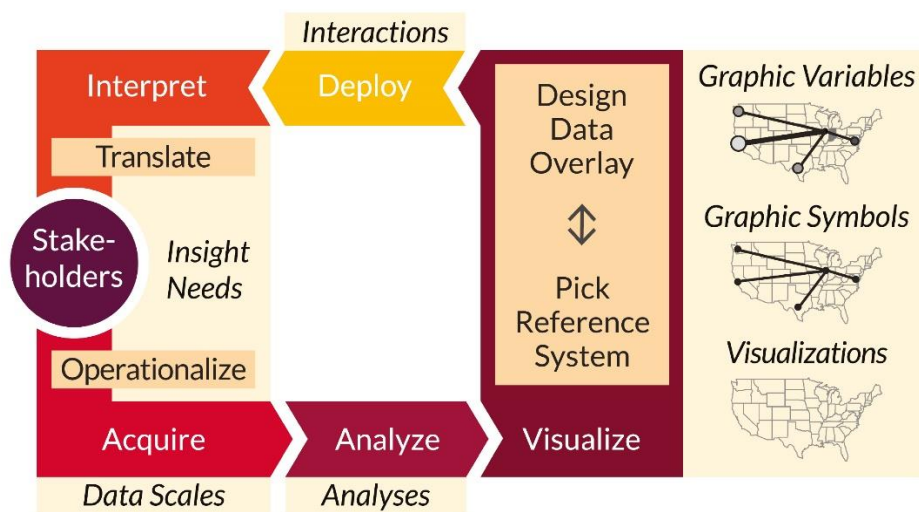 Interactions
Interpret
Deploy
Design
Data
Overlay
Graphic Variables
Translate
Stake-
holders
Insight
Needs
Graphic Symbols
Pick
Reference
System
Operationalize
Visualizations
Acquire
Analyze
Visualize
Data Scales
Analyses